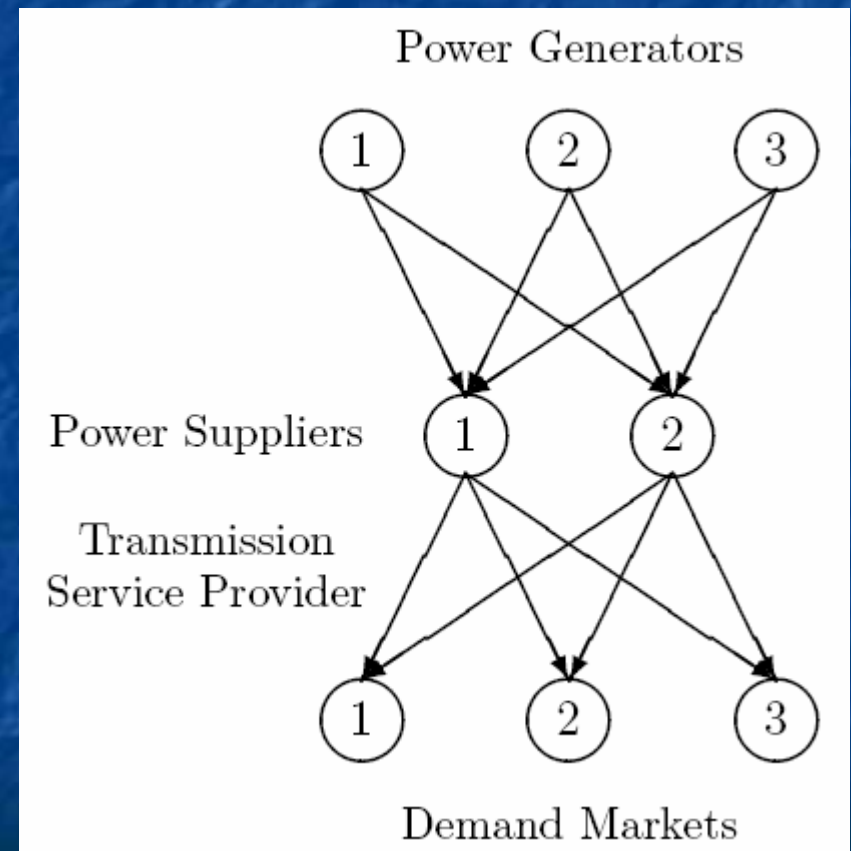 Power Generators
1 2 3
Power Suppliers
1 2
Transmission
Service Provider
1 2 3
Demand Markets